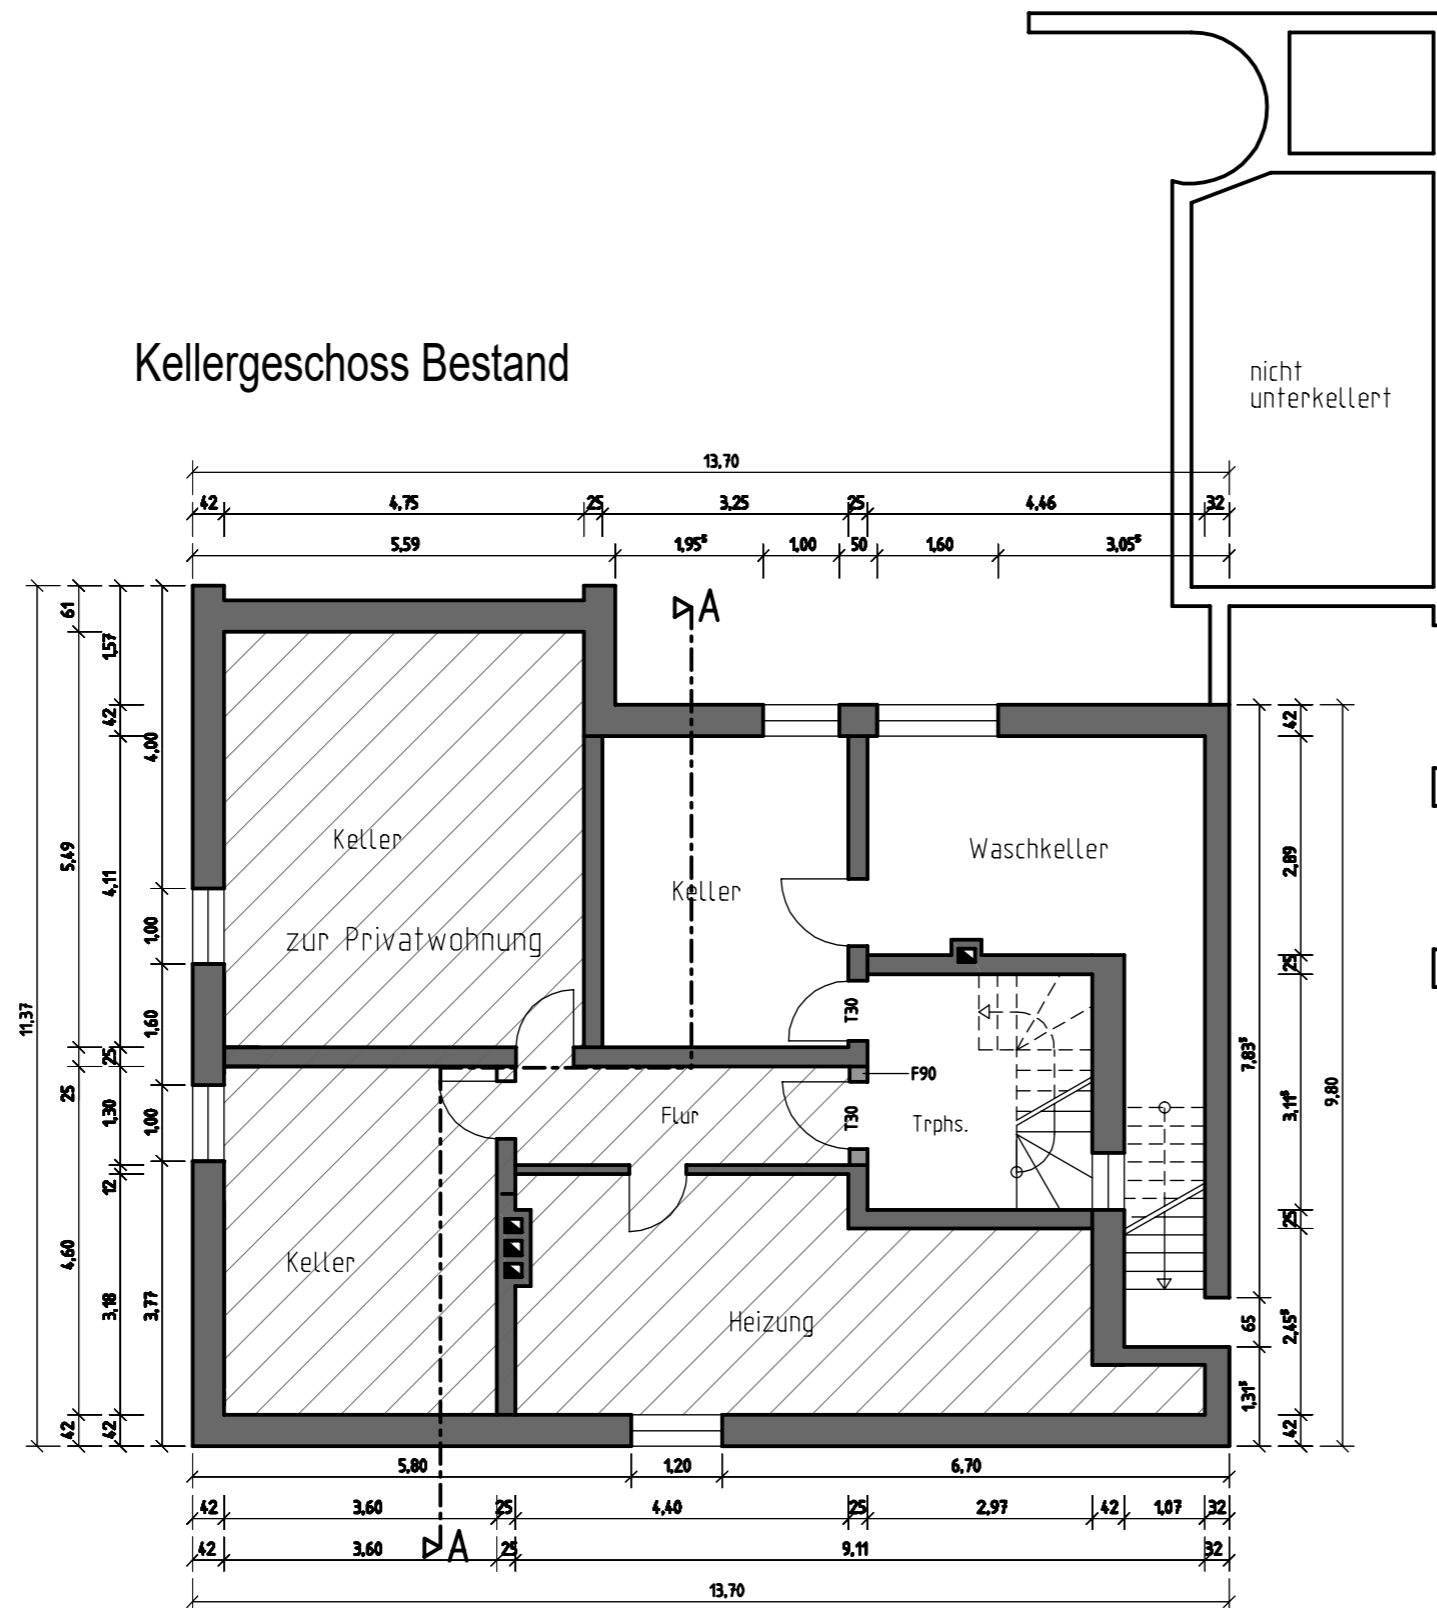 Kellergeschoss Bestand
nicht
unterkellert
13,70
42 4,75 25 3,25 25 4,46 32
5,59 1,95⁵ 1,00 50 1,60 3,05⁵
A
11,37
61 5,49 25 4,60 42
1,57 42 4,11 25 1,30 12 3,18 42
4,00 1,00 1,60 1,00 3,77
Keller
zur Privatwohnung
Keller
Waschkeller
T30
F90
Flur
T30
Trphs.
Keller
Heizung
7,83⁵ 65 1,31⁵
42 2,89 25 3,11⁵ 25 2,45⁵ 42
9,80
5,80 1,20 6,70
42 3,60 25 4,40 25 2,97 42 1,07 32
42 3,60 A 25 9,11 32
13,70